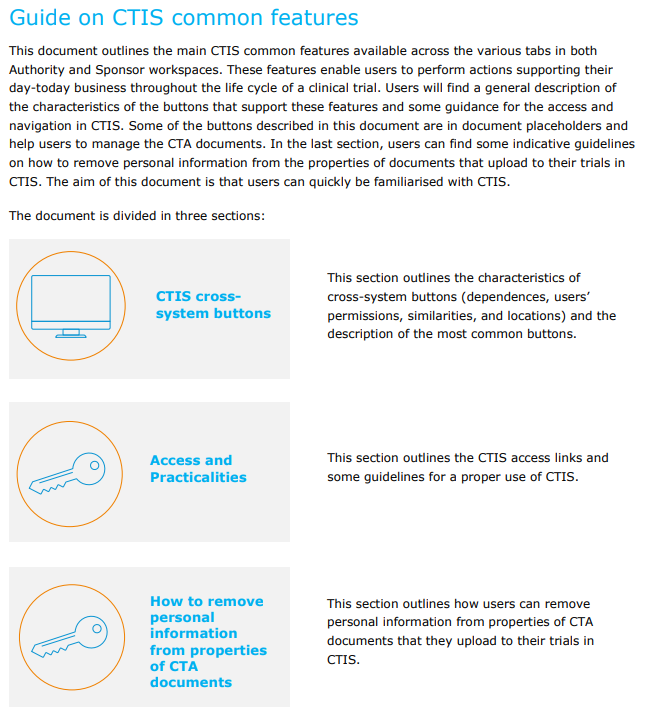 Guide on CTIS common features
This document outlines the main CTIS common features available across the various tabs in both
Authority and Sponsor workspaces. These features enable users to perform actions supporting their
day-today business throughout the life cycle of a clinical trial. Users will find a general description of
the characteristics of the buttons that support these features and some guidance for the access and
navigation in CTIS. Some of the buttons described in this document are in document placeholders and
help users to manage the CTA documents. In the last section, users can find some indicative guidelines
on how to remove personal information from the properties of documents that upload to their trials in
CTIS. The aim of this document is that users can quickly be familiarised with CTIS.
The document is divided in three sections:
CTIS cross-
system buttons
This section outlines the characteristics of
cross-system buttons (dependences, users’
permissions, similarities, and locations) and the
description of the most common buttons.
Access and
Practicalities
This section outlines the CTIS access links and
some guidelines for a proper use of CTIS.
How to remove
personal
information
from properties
of CTA
documents
This section outlines how users can remove
personal information from properties of CTA
documents that they upload to their trials in
CTIS.